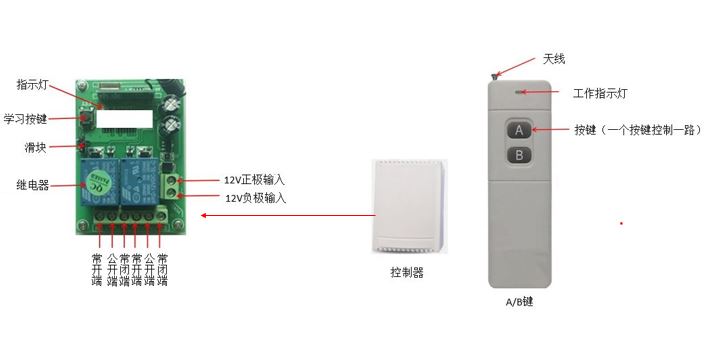 天线
指示灯
工作指示灯
学习按键
按键（一个按键控制一路）
A
滑块
B
继电器
QC
12V正极输入
12V负极输入
常开端
公开端
常闭端
常开端
公开端
常闭端
控制器
A/B键